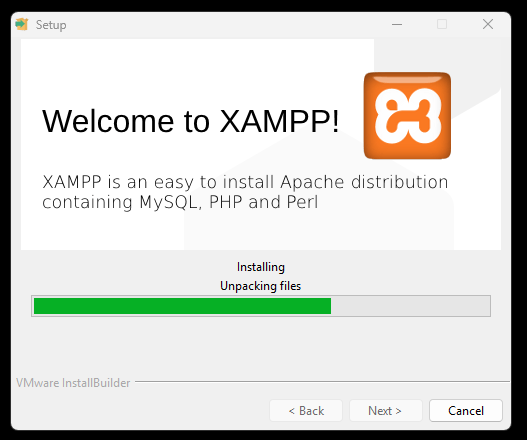 Setup
Welcome to XAMPP!
XAMPP is an easy to install Apache distribution
containing MySQL, PHP and Perl
Installing
Unpacking files
VMware InstallBuilder
< Back
Next >
Cancel